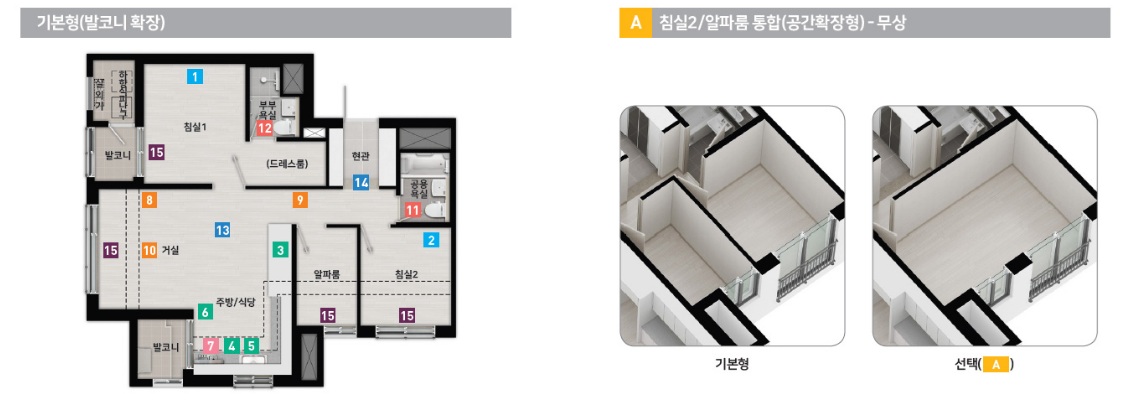 기본형(발코니 확장)
A 침실2/알파룸 통합(공간확장형) - 무상
1
하향식피난구
실외기
부부
욕실
12
침실1
발코니
15
(드레스룸)
현관
14
공용
욕실
11
8
9
13
2
15
10
거실
3
알파룸
침실2
주방/식당
6
15
15
발코니
7
4
5
기본형
선택( A )